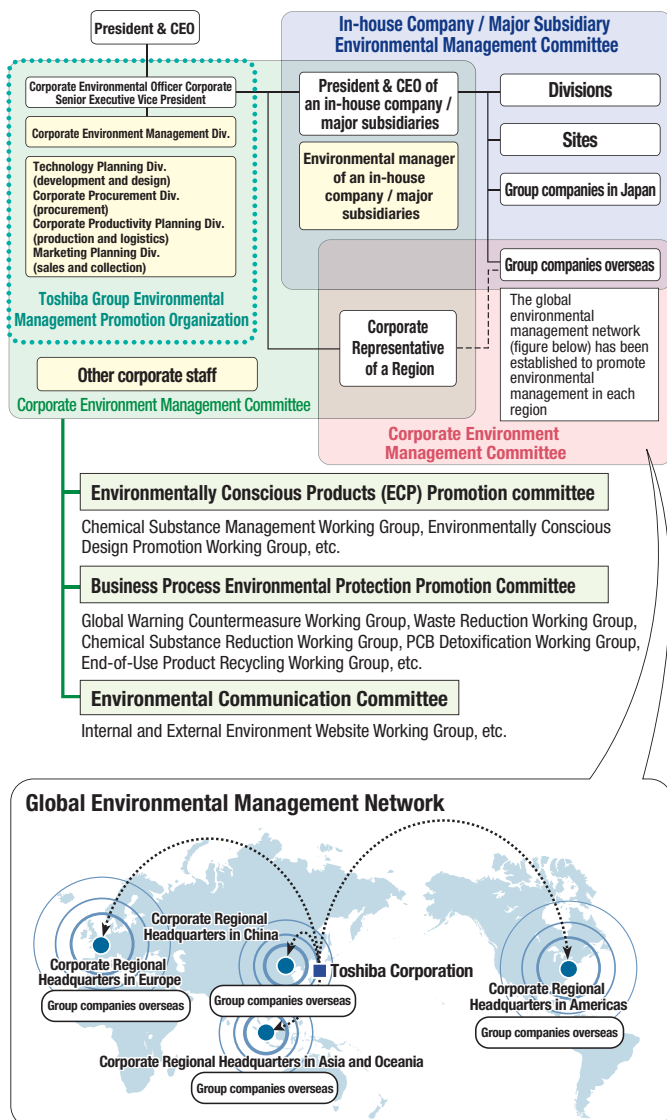 President & CEO
In-house Company / Major Subsidiary
Environmental Management Committee
Corporate Environmental Officer Corporate
Senior Executive Vice President
Corporate Environment Management Div.
Technology Planning Div.
(development and design)
Corporate Procurement Div.
(procurement)
Corporate Productivity Planning Div.
(production and logistics)
Marketing Planning Div.
(sales and collection)
Toshiba Group Environmental
Management Promotion Organization
President & CEO of
an in-house company /
major subsidiaries
Environmental manager
of an in-house
company / major
subsidiaries
Divisions
Sites
Group companies in Japan
Group companies overseas
The global
environmental
management network
(figure below) has been
established to promote
environmental
management in each
region
Corporate
Representative
of a Region
Other corporate staff
Corporate Environment Management Committee
Corporate Environment
Management Committee
Environmentally Conscious Products (ECP) Promotion committee
Chemical Substance Management Working Group, Environmentally Conscious
Design Promotion Working Group, etc.
Business Process Environmental Protection Promotion Committee
Global Warning Countermeasure Working Group, Waste Reduction Working Group,
Chemical Substance Reduction Working Group, PCB Detoxification Working Group,
End-of-Use Product Recycling Working Group, etc.
Environmental Communication Committee
Internal and External Environment Website Working Group, etc.
Global Environmental Management Network
Corporate Regional
Headquarters in China
Corporate Regional
Headquarters in Europe
Group companies overseas
Toshiba Corporation
Group companies overseas
Corporate Regional
Headquarters in Americas
Group companies overseas
Corporate Regional Headquarters in Asia and Oceania
Group companies overseas